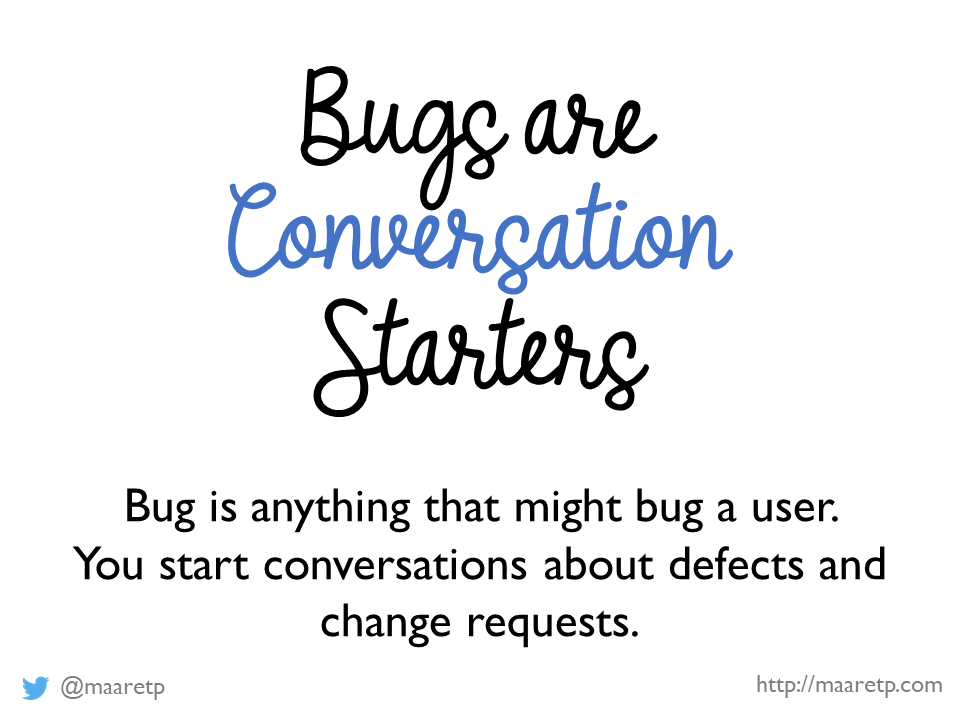 Bugs are
Conversation
Starters
Bug is anything that might bug a user.
You start conversations about defects and
change requests.
@maaretp
http://maaretp.com